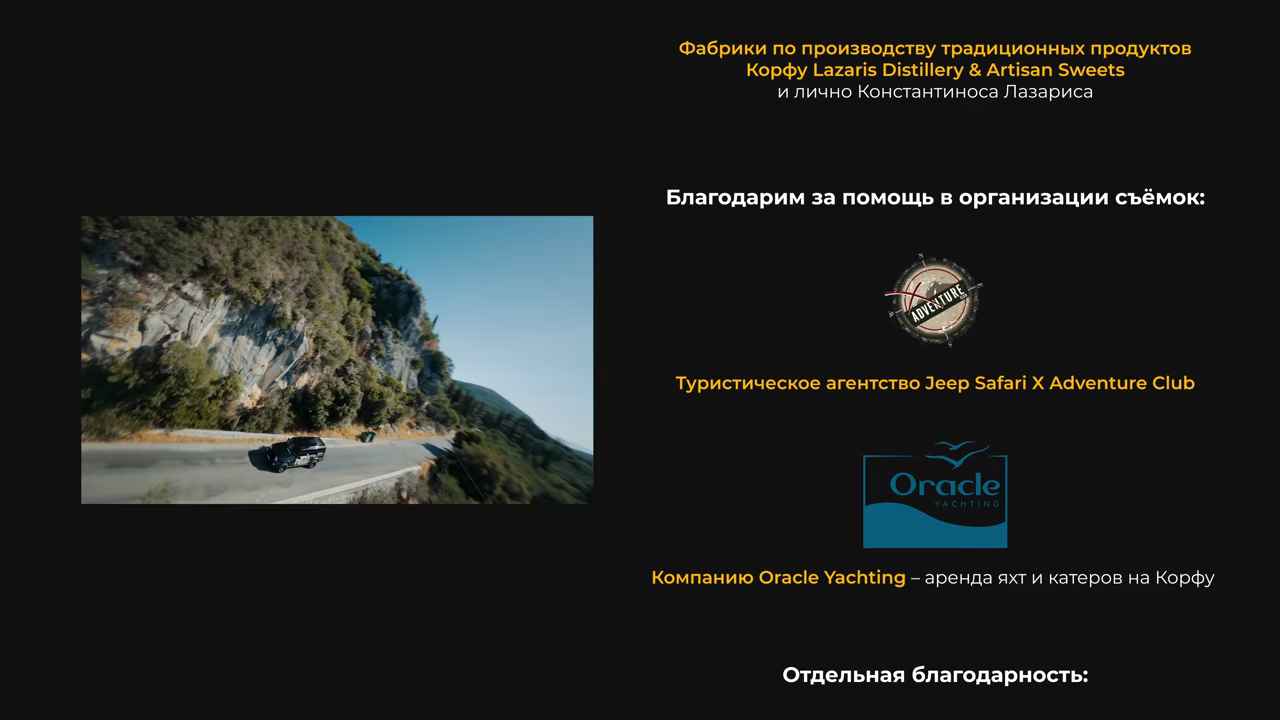 Фабрики по производству традиционных продуктов
Корфу Lazaris Distillery & Artisan Sweets
и лично Константиноса Лазариса
Благодарим за помощь в организации съёмок:
X ADVENTURE
Туристическое агентство Jeep Safari X Adventure Club
Oracle
YACHTING
Компанию Oracle Yachting – аренда яхт и катеров на Корфу
Отдельная благодарность: